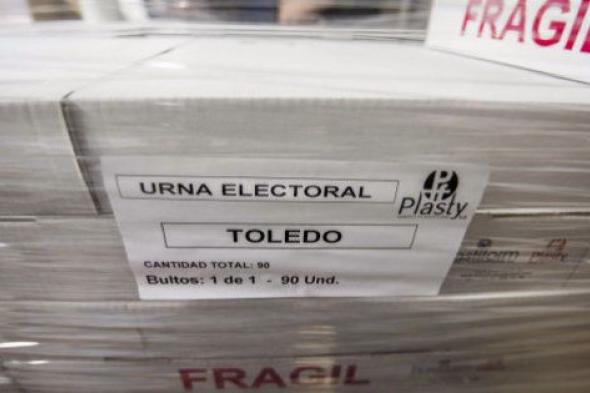 FRAGIL
URNA ELECTORAL
Plasty
TOLEDO
CANTIDAD TOTAL: 90
Bultos: 1 de 1 - 90 Und.
FRAGIL